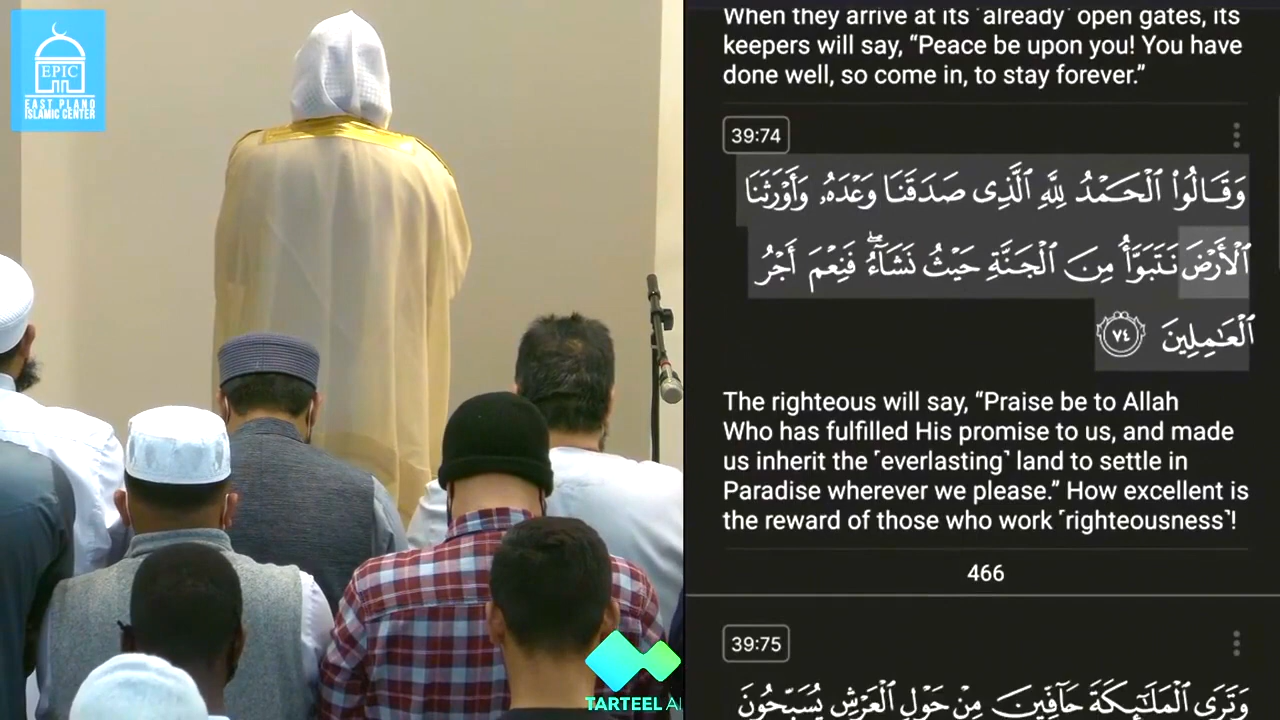 EPIC
EAST PLANO
ISLAMIC CENTER
When they arrive at its ˹already˺ open gates, its
keepers will say, “Peace be upon you! You have
done well, so come in, to stay forever.”
39:74
وَقَالُوا۟ ٱلْحَمْدُ لِلَّهِ ٱلَّذِى صَدَقَنَا وَعْدَهُۥ وَأَوْرَثَنَا
ٱلْأَرْضَ نَتَبَوَّأُ مِنَ ٱلْجَنَّةِ حَيْثُ نَشَآءُ ۖ فَنِعْمَ أَجْرُ
ٱلْعَـٰمِلِينَ ٧٤
The righteous will say, “Praise be to Allah
Who has fulfilled His promise to us, and made
us inherit the ˹everlasting˺ land to settle in
Paradise wherever we please.” How excellent is
the reward of those who work ˹righteousness˺!
466
39:75
وَتَرَى ٱلْمَلَـٰٓئِكَةَ حَآفِّينَ مِنْ حَوْلِ ٱلْعَرْشِ يُسَبِّحُونَ
TARTEEL